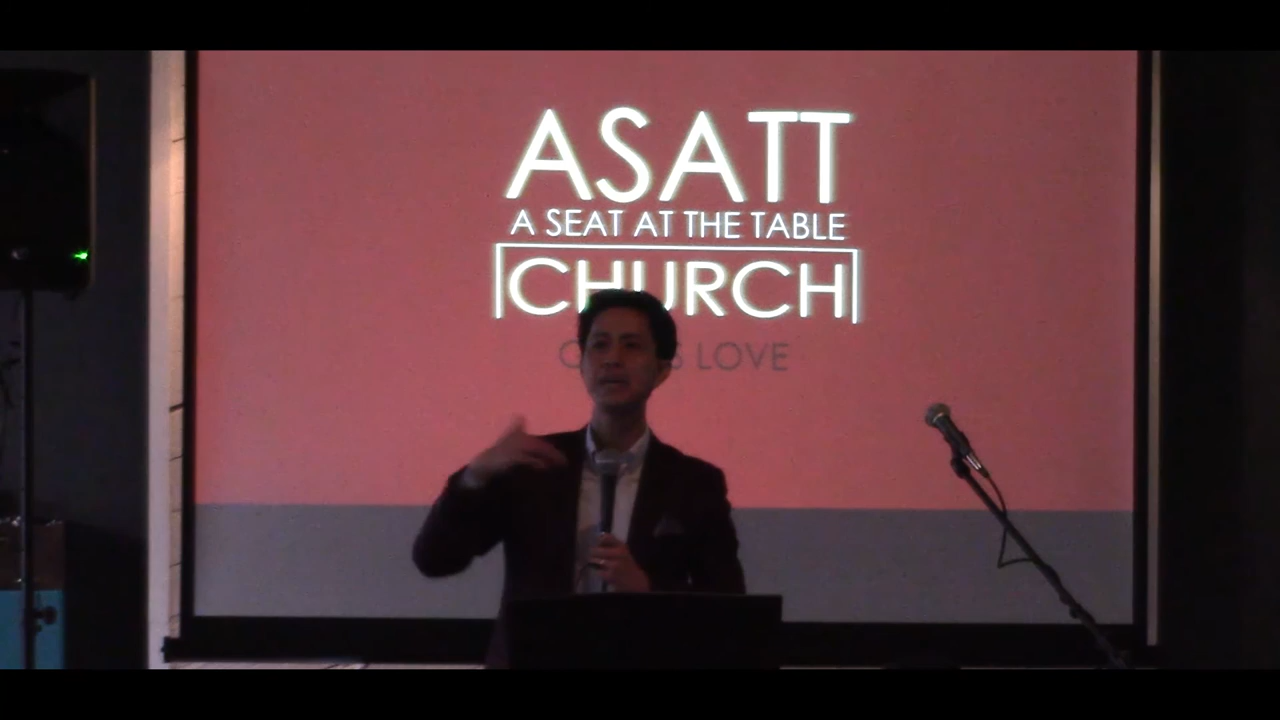 ASATT
A SEAT AT THE TABLE
CHURCH
LOVE